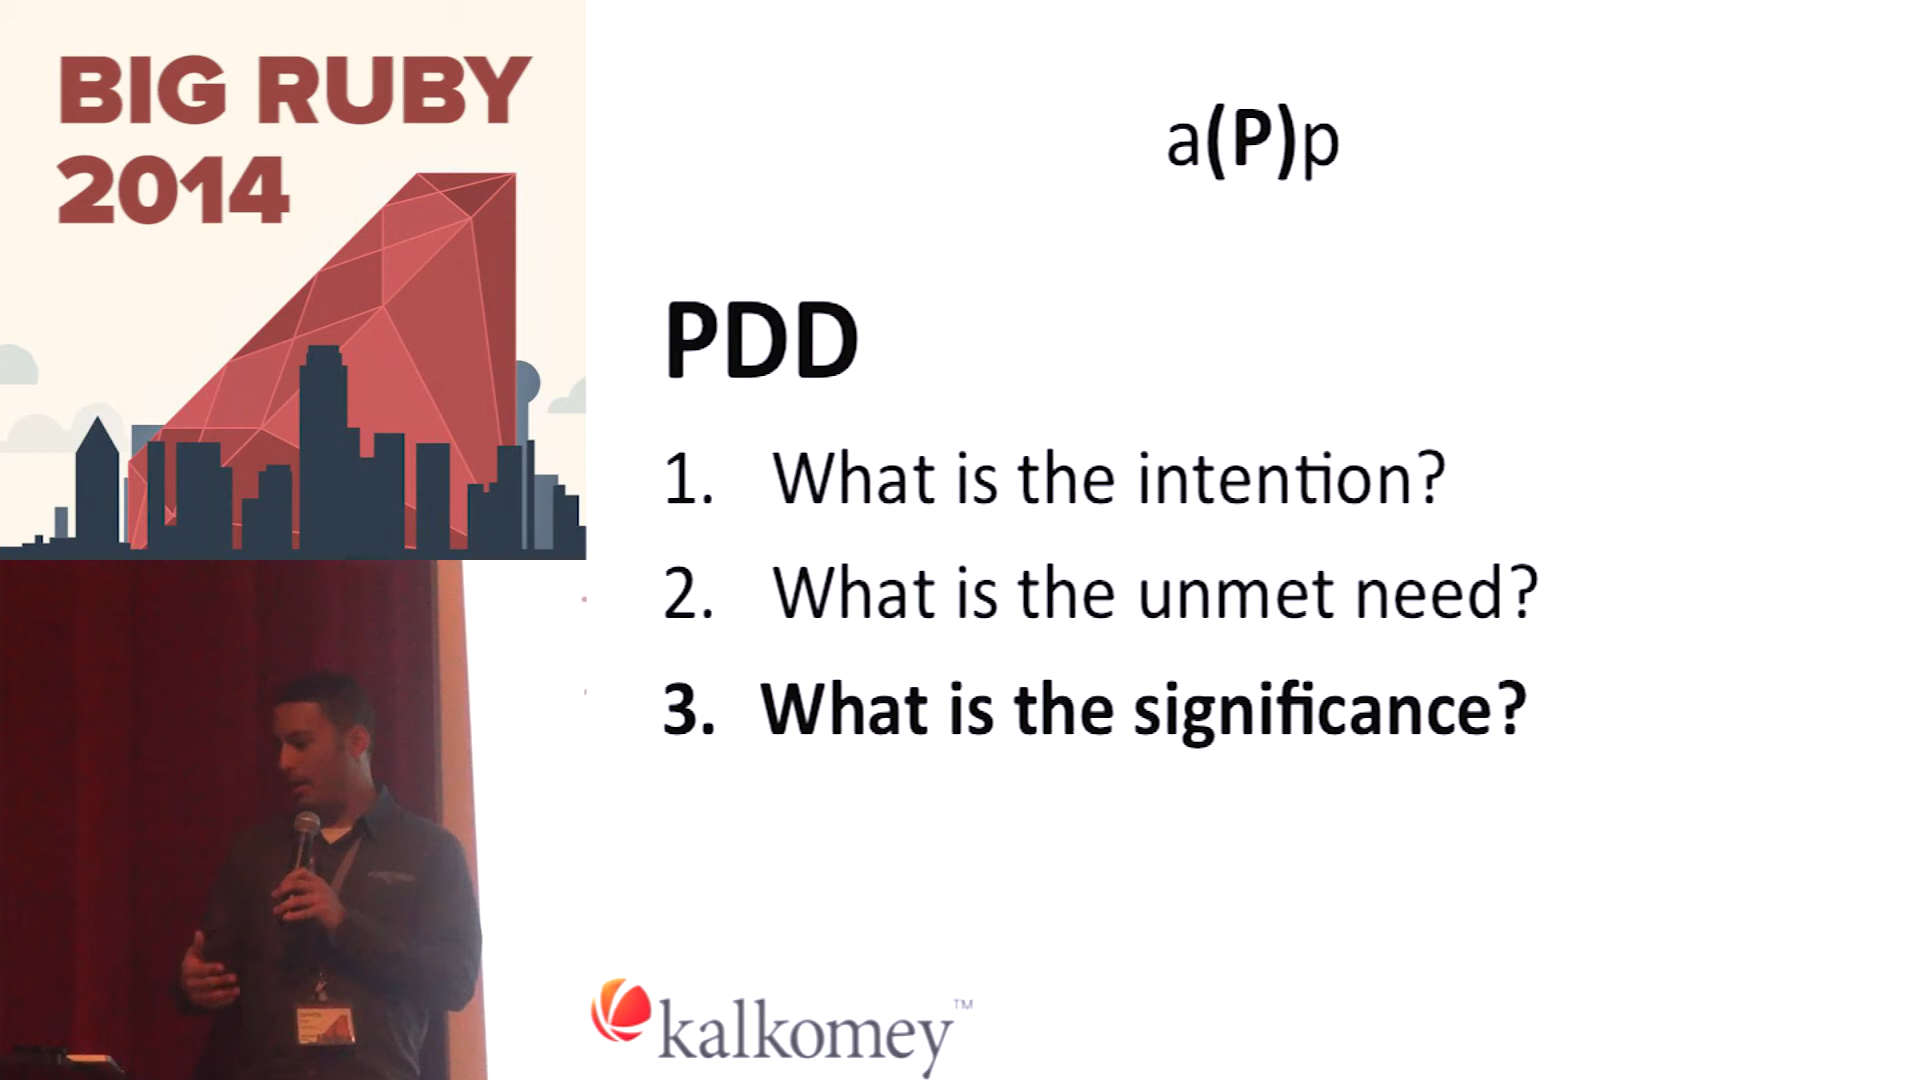 BIG RUBY
2014
a(P)p
PDD
1. What is the intention?
2. What is the unmet need?
3. What is the significance?
kalkomey™